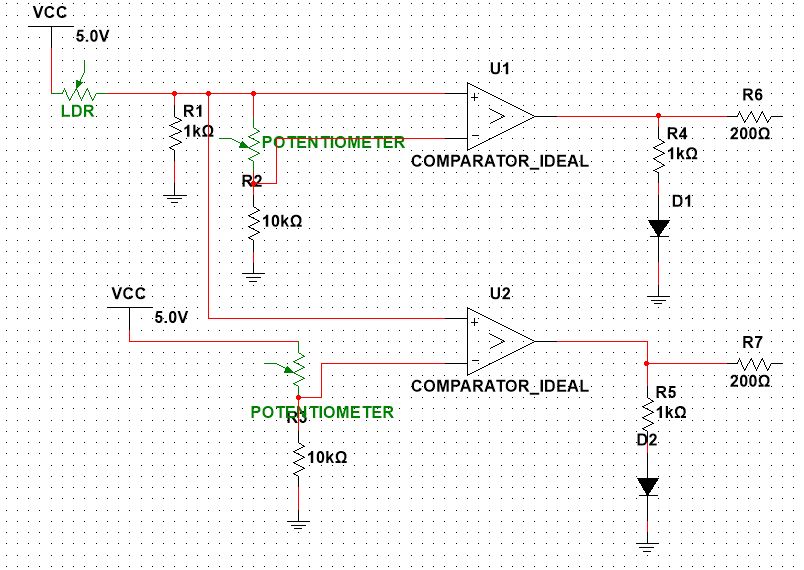 VCC
5.0V
LDR
R1
1kΩ
POTENTIOMETER
R2
10kΩ
U1
COMPARATOR_IDEAL
R4
1kΩ
D1
R6
200Ω
VCC
5.0V
POTENTIOMETER
R3
10kΩ
U2
COMPARATOR_IDEAL
R5
1kΩ
D2
R7
200Ω